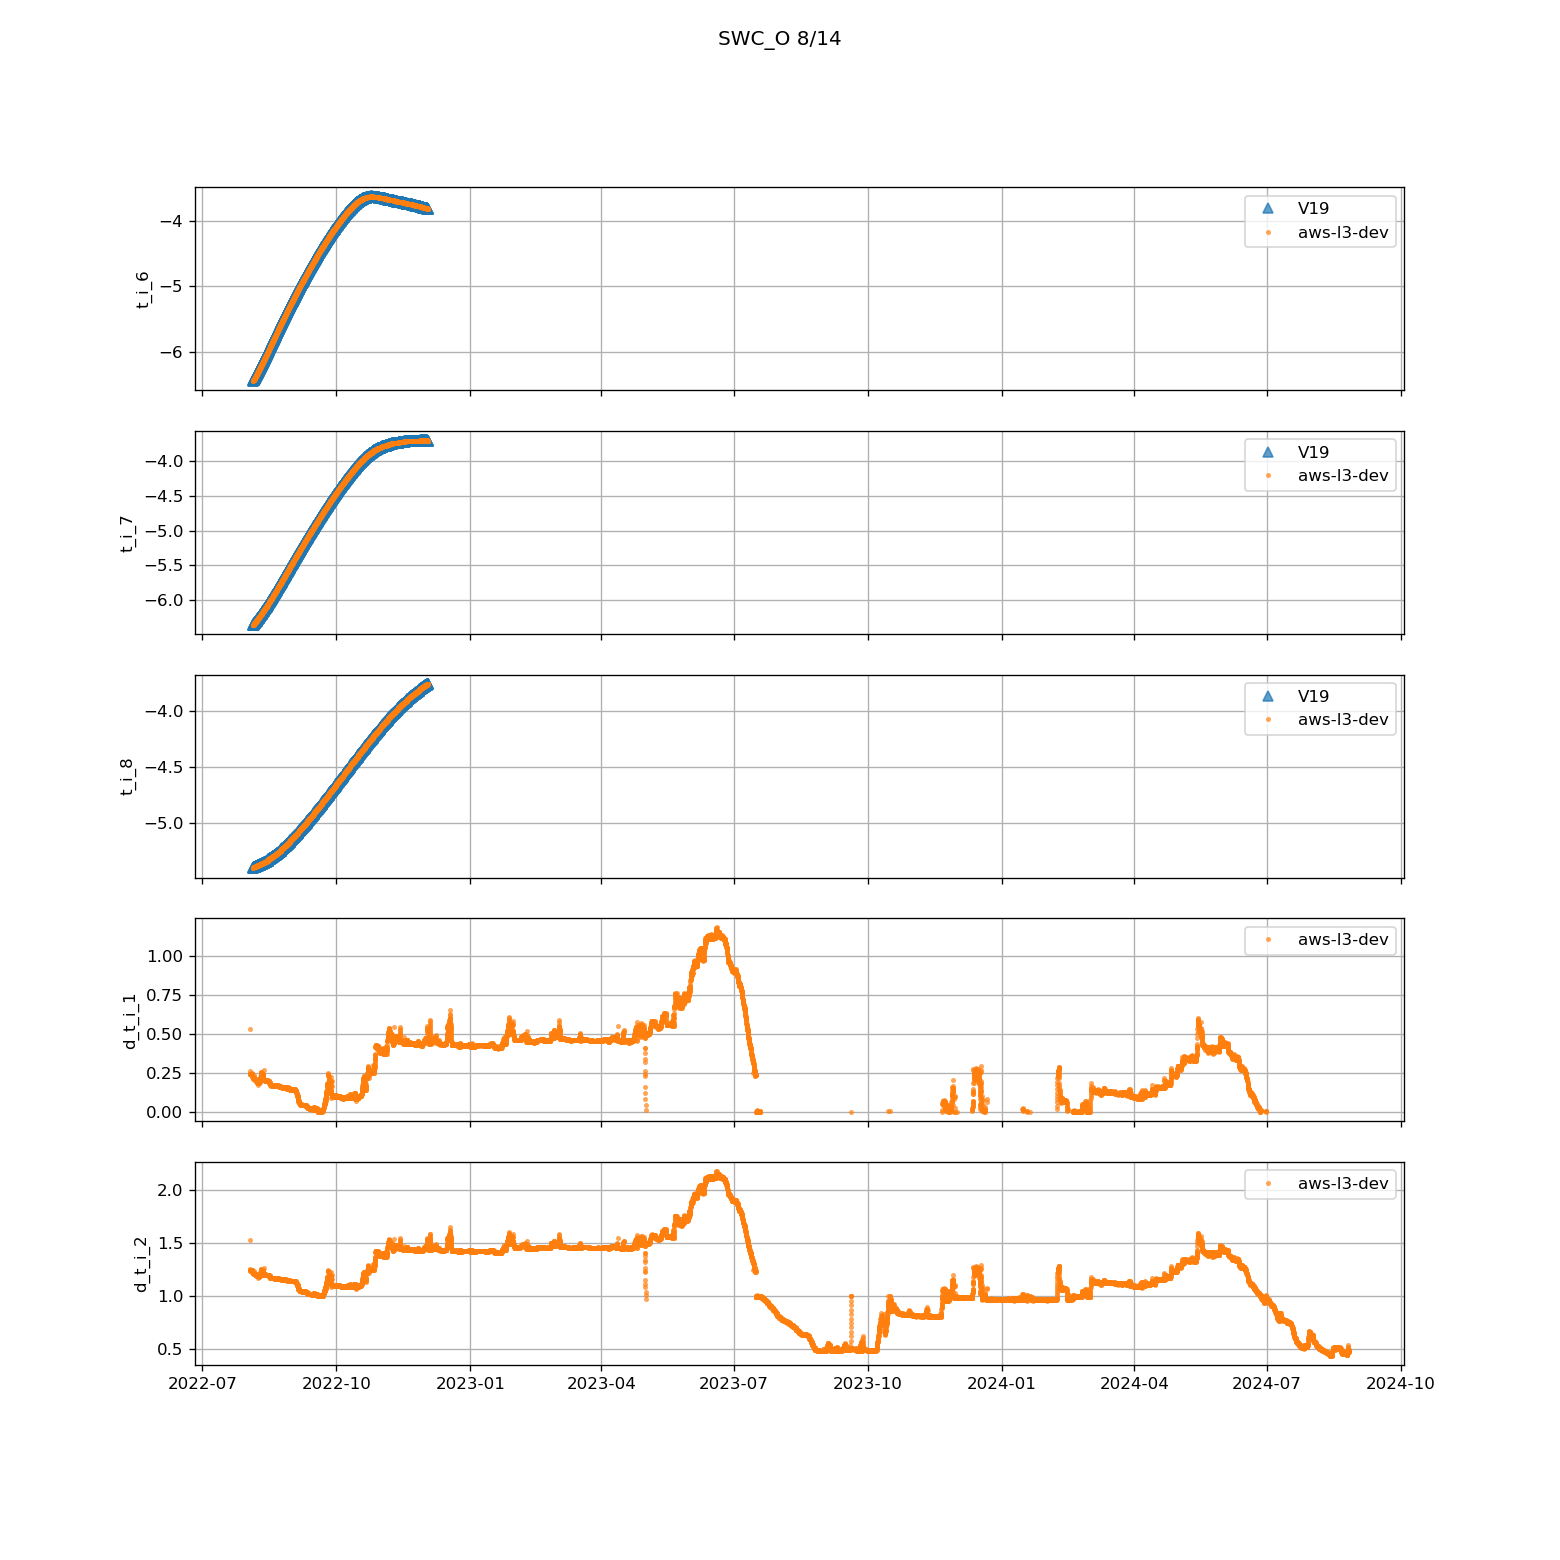 SWC_O 8/14
−4
−5
−6
t_i_6
V19
aws-l3-dev
−4.0
−4.5
−5.0
−5.5
−6.0
t_i_7
V19
aws-l3-dev
−4.0
−4.5
−5.0
t_i_8
V19
aws-l3-dev
1.00
0.75
0.50
0.25
0.00
d_t_i_1
aws-l3-dev
2.0
1.5
1.0
0.5
d_t_i_2
aws-l3-dev
2022-07 2022-10 2023-01 2023-04 2023-07 2023-10 2024-01 2024-04 2024-07 2024-10